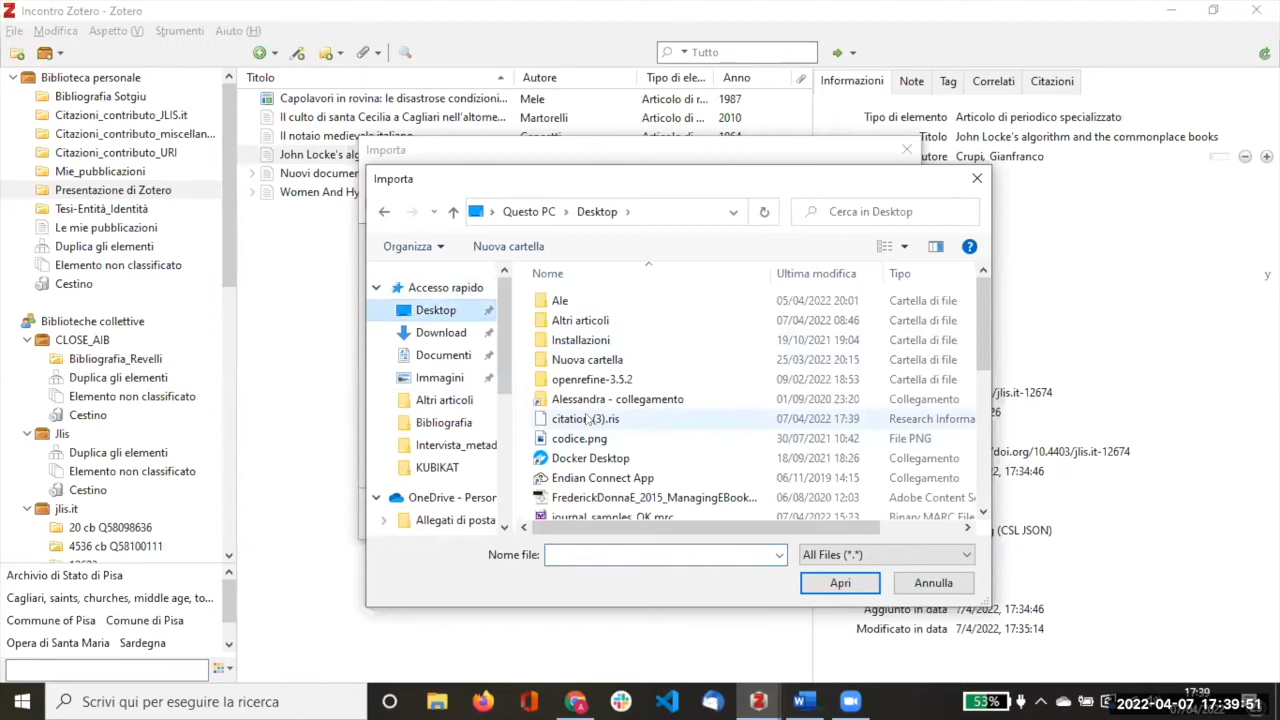 Incontro Zotero - Zotero
File Modifica Aspetto (V) Strumenti Aiuto (H)
Tutto
Biblioteca personale
Bibliografia Sotgiu
Citazioni_contributo_JLIS.it
Citazioni_contributo_miscellan...
Citazioni_contributo_URI
Mie_pubblicazioni
Presentazione di Zotero
Tesi-Entità_Identità
Le mie pubblicazioni
Duplica gli elementi
Elemento non classificato
Cestino
Biblioteche collettive
CLOSE_AIB
Bibliografia_Revelli
Duplica gli elementi
Elemento non classificato
Cestino
Jlis
Duplica gli elementi
Elemento non classificato
Cestino
jlis.it
20 cb Q58098636
4536 cb Q58100111
Archivio di Stato di Pisa
Cagliari, saints, churches, middle age, to...
Commune of Pisa Comune di Pisa
Opera di Santa Maria Sardegna
Titolo Autore Tipo di ele... Anno
Capolavori in rovina: le disastrose condizioni... Mele Articolo di r... 1987
Il culto di santa Cecilia a Cagliari nell'altome... Martorelli Articolo di p... 2010
Il notaio medievale italiano
John Locke's alg
Nuovi documen
Women And Hy
Importa
Importa
Questo PC Desktop
Cerca in Desktop
Organizza Nuova cartella
Accesso rapido
Desktop
Download
Documenti
Immagini
Altri articoli
Bibliografia
Intervista_metad
KUBIKAT
OneDrive - Person
Allegati di posta
Nome Ultima modifica Tipo
Ale 05/04/2022 20:01 Cartella di file
Altri articoli 07/04/2022 08:46 Cartella di file
Installazioni 19/10/2021 19:04 Cartella di file
Nuova cartella 25/03/2022 20:15 Cartella di file
openrefine-3.5.2 09/02/2022 18:53 Cartella di file
Alessandra - collegamento 01/09/2020 23:20 Collegamento
citation(3).ris 07/04/2022 17:39 Research Informa
codice.png 30/07/2021 10:42 File PNG
Docker Desktop 18/09/2021 18:26 Collegamento
Endian Connect App 06/11/2019 14:15 Collegamento
FrederickDonnaE_2015_ManagingEBook... 06/08/2020 12:03 Adobe Content Se
journal_samples_OK.mrc 07/04/2022 15:23 Binary MARC File
Nome file: All Files (*.*)
Apri Annulla
Informazioni Note Tag Correlati Citazioni
Tipo di elemento Articolo di periodico specializzato
Titolo John Locke's algorithm and the commonplace books
autore Crupi, Gianfranco
y
/jlis.it-12674
26
/doi.org/10.4403/jlis.it-12674
, 17:34:46
g (CSL JSON)
Aggiunto in data 7/4/2022, 17:34:46
Modificato in data 7/4/2022, 17:35:14
Scrivi qui per eseguire la ricerca
53%
17:39
2022-04-07 17:39:51